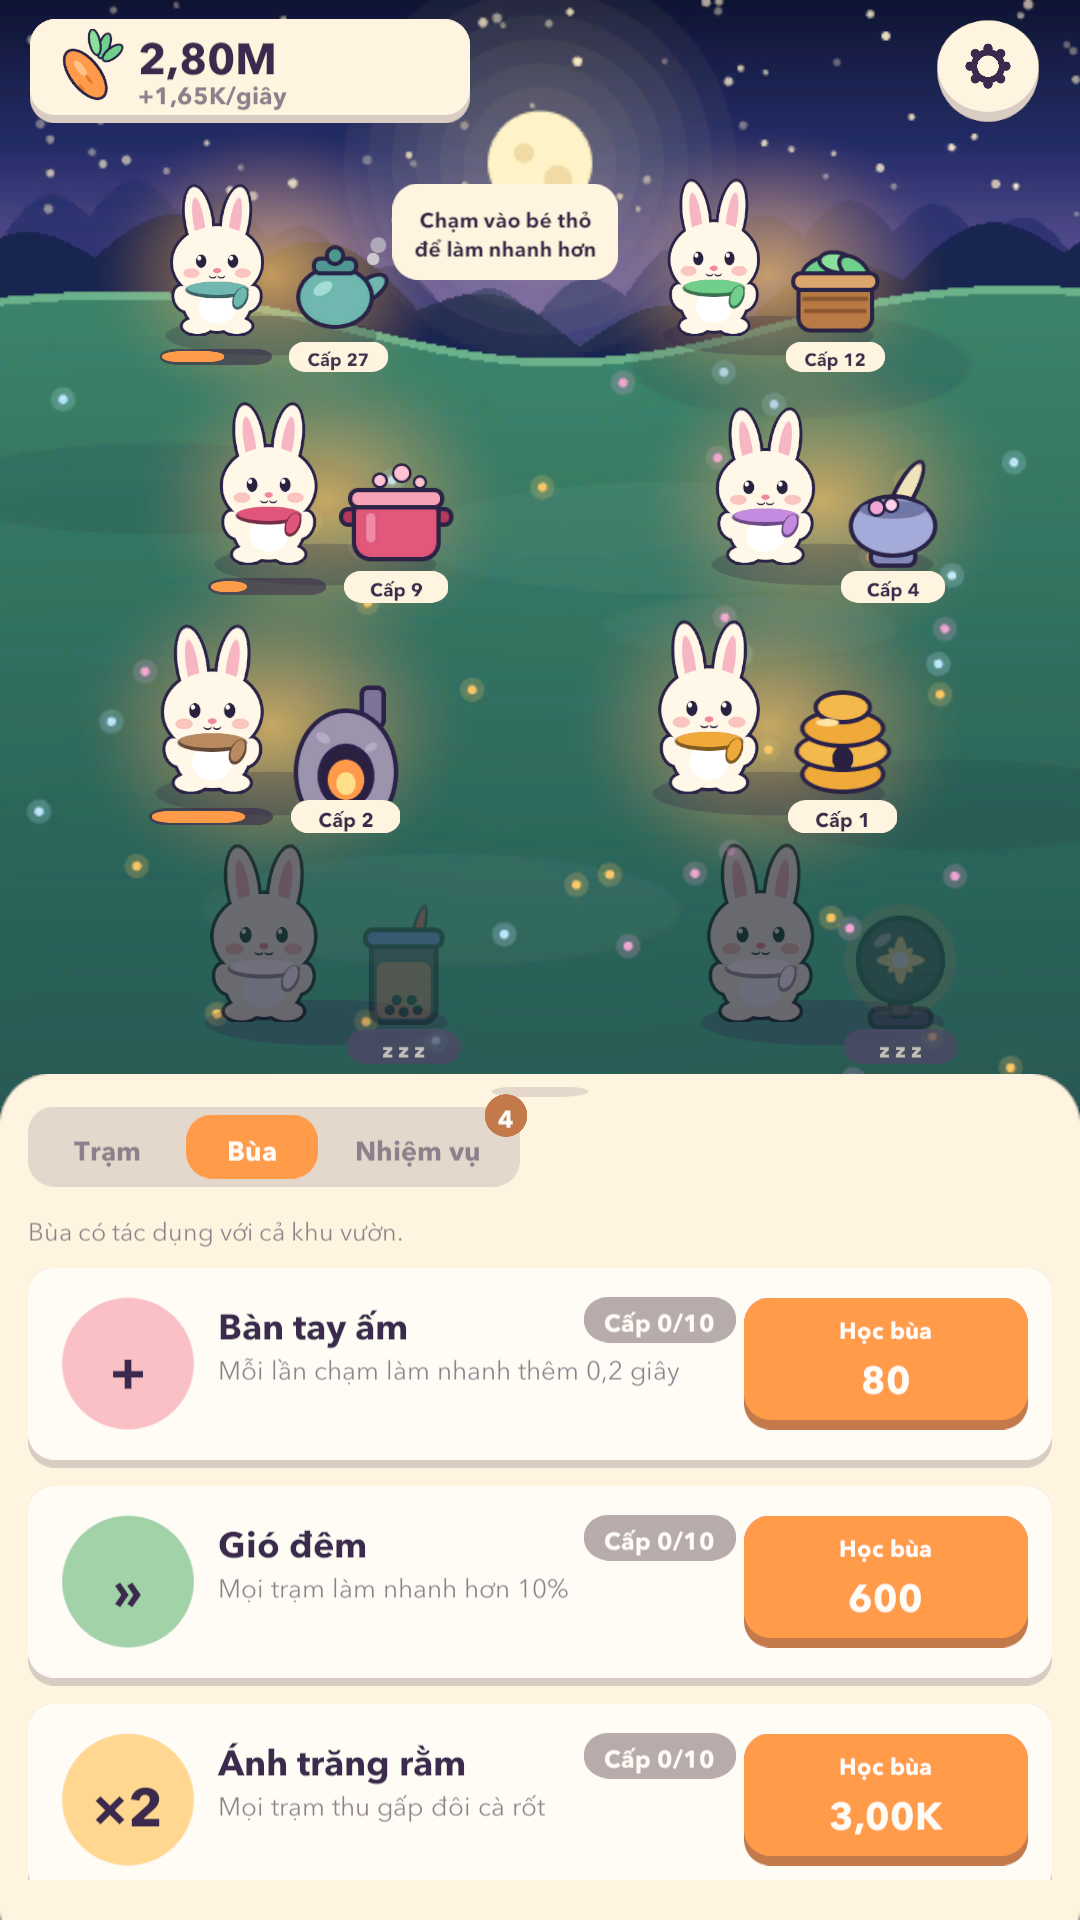 2,80M
+1,65K/giây
Chạm vào bé thỏ
để làm nhanh hơn
Cấp 27
Cấp 12
Cấp 9
Cấp 4
Cấp 2
Cấp 1
z z z
z z z
4
Trạm
Bùa
Nhiệm vụ
Bùa có tác dụng với cả khu vườn.
+
Bàn tay ấm
Cấp 0/10
Mỗi lần chạm làm nhanh thêm 0,2 giây
Học bùa
80
»
Gió đêm
Cấp 0/10
Mọi trạm làm nhanh hơn 10%
Học bùa
600
×2
Ánh trăng rằm
Cấp 0/10
Mọi trạm thu gấp đôi cà rốt
Học bùa
3,00K